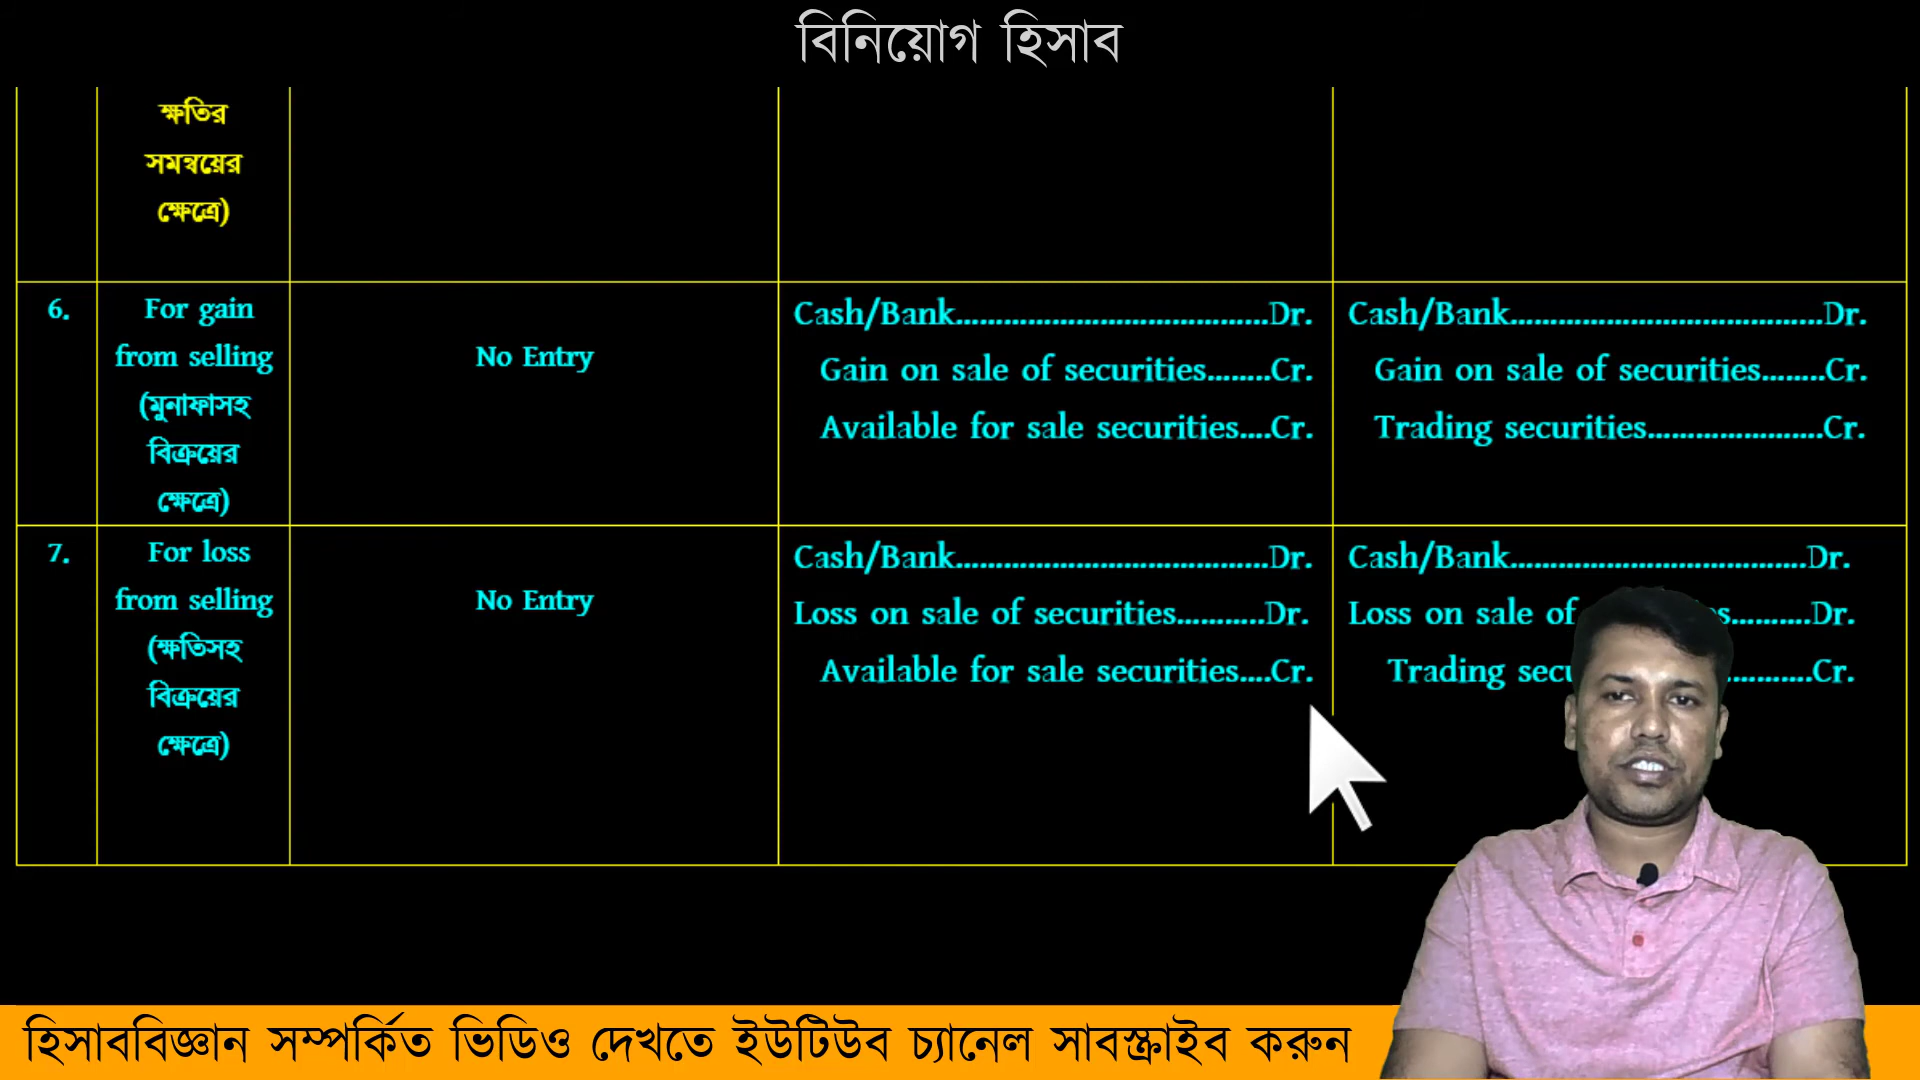 বিনিয়োগ হিসাব
ক্ষতির
সমন্বয়ের
ক্ষেত্রে)
6.
For gain
from selling
(মুনাফাসহ
বিক্রয়ের
ক্ষেত্রে)
No Entry
Cash/Bank.......................................Dr.
Gain on sale of securities........Cr.
Available for sale securities....Cr.
Cash/Bank.......................................Dr.
Gain on sale of securities........Cr.
Trading securities......................Cr.
7.
For loss
from selling
(ক্ষতিসহ
বিক্রয়ের
ক্ষেত্রে)
No Entry
Cash/Bank.......................................Dr.
Loss on sale of securities...........Dr.
Available for sale securities....Cr.
Cash/Bank.....................................Dr.
Loss on sale of ..........Dr.
Trading ..........Cr.
হিসাববিজ্ঞান সম্পর্কিত ভিডিও দেখতে ইউটিউব চ্যানেল সাবস্ক্রাইব করুন